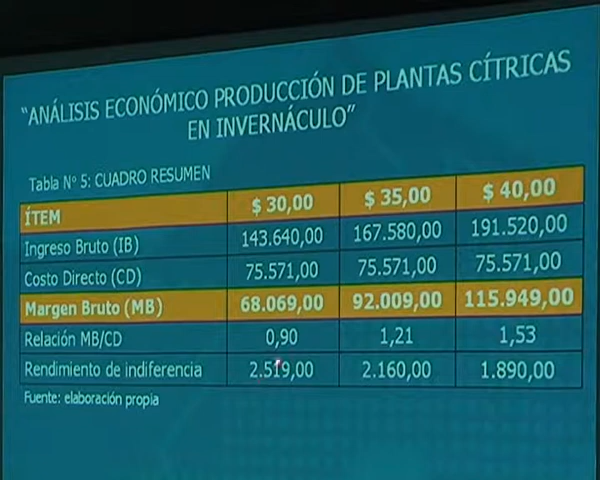 "ANÁLISIS ECONÓMICO PRODUCCIÓN DE PLANTAS CÍTRICAS
EN INVERNÁCULO"
Tabla Nº 5: CUADRO RESUMEN
ÍTEM $ 30,00 $ 35,00 $ 40,00
Ingreso Bruto (IB) 143.640,00 167.580,00 191.520,00
Costo Directo (CD) 75.571,00 75.571,00 75.571,00
Margen Bruto (MB) 68.069,00 92.009,00 115.949,00
Relación MB/CD 0,90 1,21 1,53
Rendimiento de indiferencia 2.519,00 2.160,00 1.890,00
Fuente: elaboración propia